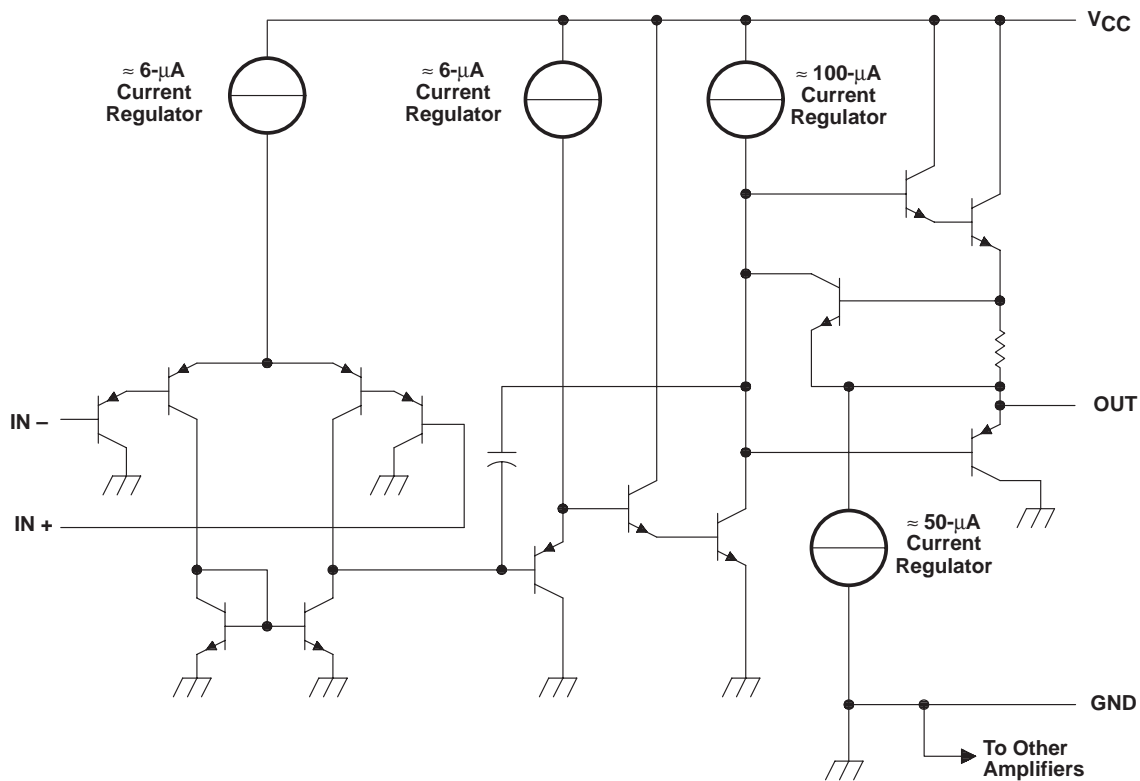 VCC
≈ 6-μA
Current
Regulator
≈ 6-μA
Current
Regulator
≈ 100-μA
Current
Regulator
IN –
OUT
IN +
≈ 50-μA
Current
Regulator
GND
To Other
Amplifiers